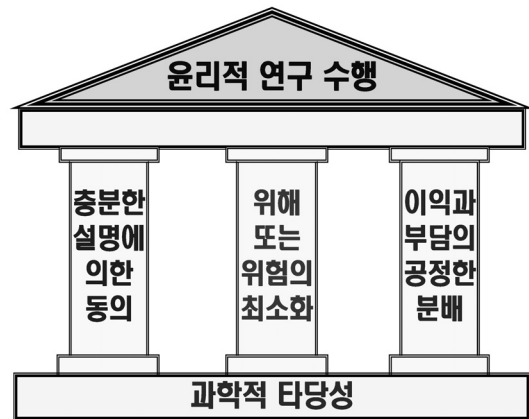 윤리적 연구 수행
충분한
설명에
의한
동의
위해
또는
위험의
최소화
이익과
부담의
공정한
분배
과학적 타당성